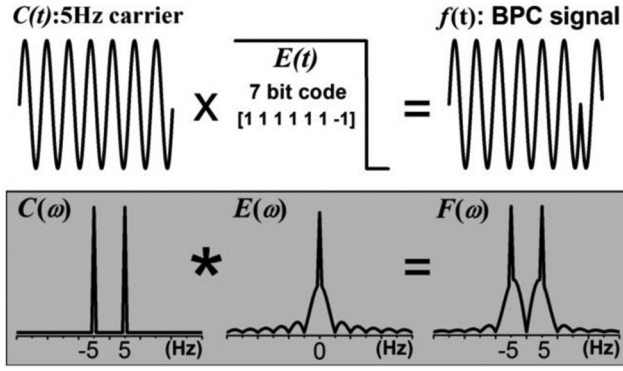 C(t):5Hz carrier
f(t): BPC signal
E(t)
7 bit code
[1 1 1 1 1 1 -1]
X
=
C(ω)
E(ω)
F(ω)
*
=
-5 5 (Hz)
0 (Hz)
-5 5 (Hz)